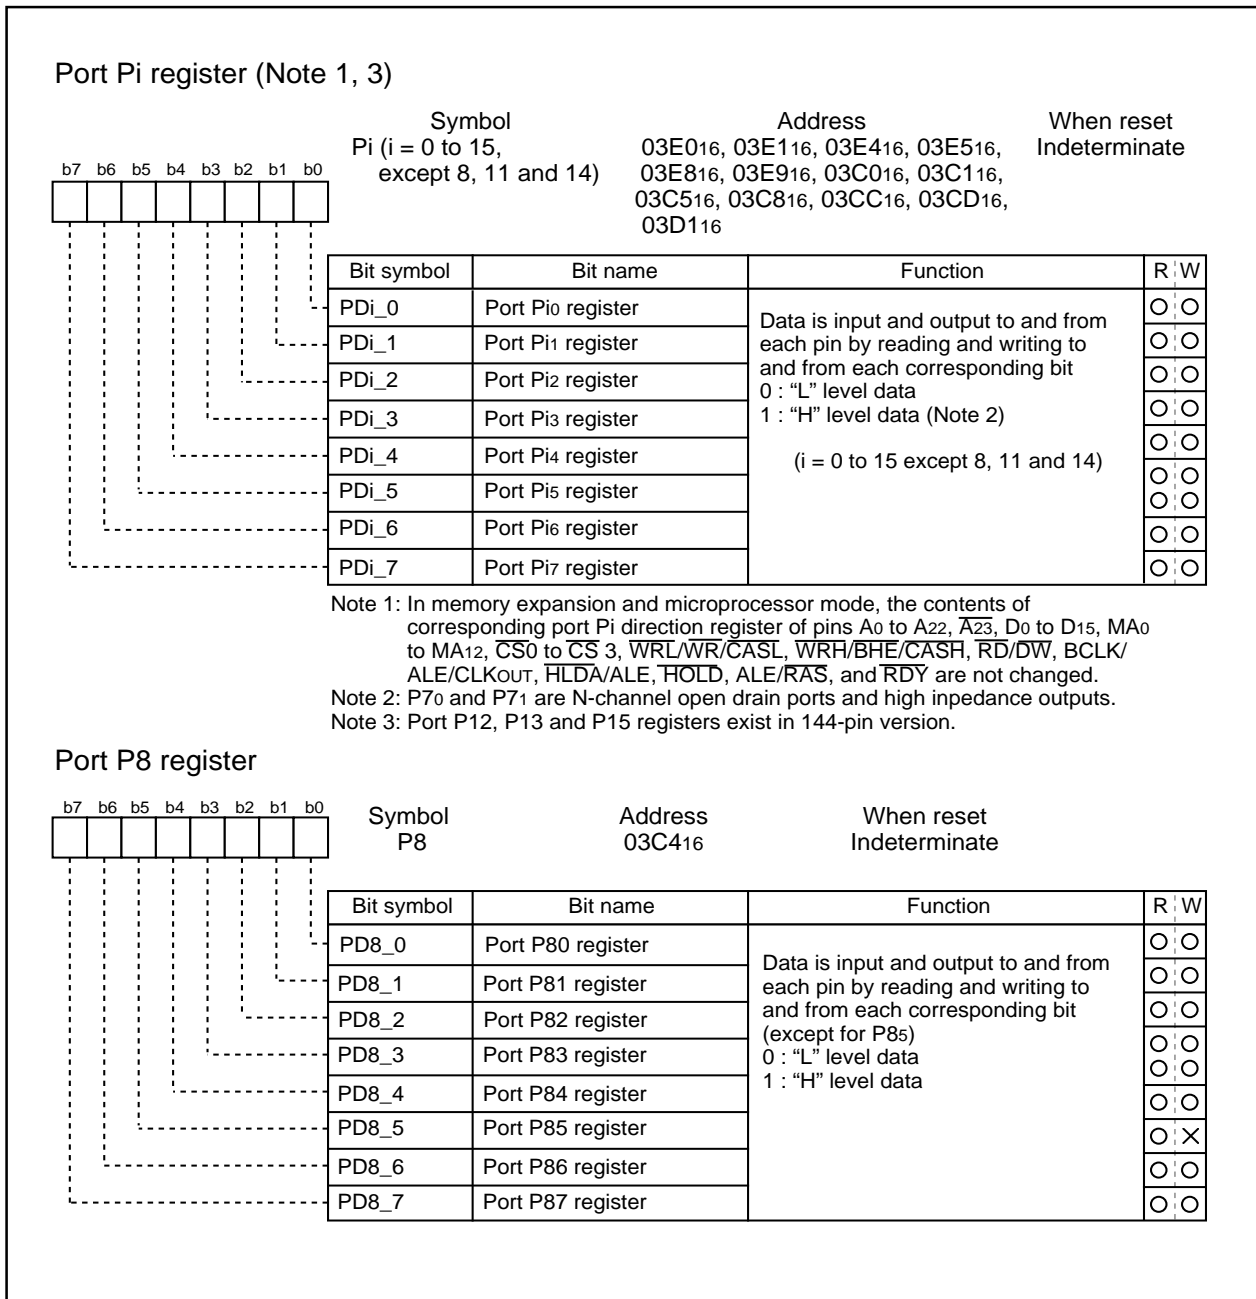 Port Pi register (Note 1, 3)
Symbol Address When reset
Pi (i = 0 to 15, 03E016, 03E116, 03E416, 03E516, Indeterminate
except 8, 11 and 14) 03E816, 03E916, 03C016, 03C116,
03C516, 03C816, 03CC16, 03CD16,
03D116
b7 b6 b5 b4 b3 b2 b1 b0
Bit symbol Bit name Function R W
PDi_0 Port Pi0 register
PDi_1 Port Pi1 register
PDi_2 Port Pi2 register
PDi_3 Port Pi3 register
PDi_4 Port Pi4 register
PDi_5 Port Pi5 register
PDi_6 Port Pi6 register
PDi_7 Port Pi7 register
Data is input and output to and from
each pin by reading and writing to
and from each corresponding bit
0 : “L” level data
1 : “H” level data (Note 2)
(i = 0 to 15 except 8, 11 and 14)
Note 1: In memory expansion and microprocessor mode, the contents of
corresponding port Pi direction register of pins A0 to A22, A23, D0 to D15, MA0
to MA12, CS0 to CS 3, WRL/WR/CASL, WRH/BHE/CASH, RD/DW, BCLK/
ALE/CLKOUT, HLDA/ALE, HOLD, ALE/RAS, and RDY are not changed.
Note 2: P70 and P71 are N-channel open drain ports and high inpedance outputs.
Note 3: Port P12, P13 and P15 registers exist in 144-pin version.
Port P8 register
b7 b6 b5 b4 b3 b2 b1 b0
Symbol Address When reset
P8 03C416 Indeterminate
Bit symbol Bit name Function R W
PD8_0 Port P80 register
PD8_1 Port P81 register
PD8_2 Port P82 register
PD8_3 Port P83 register
PD8_4 Port P84 register
PD8_5 Port P85 register
PD8_6 Port P86 register
PD8_7 Port P87 register
Data is input and output to and from
each pin by reading and writing to
and from each corresponding bit
(except for P85)
0 : “L” level data
1 : “H” level data